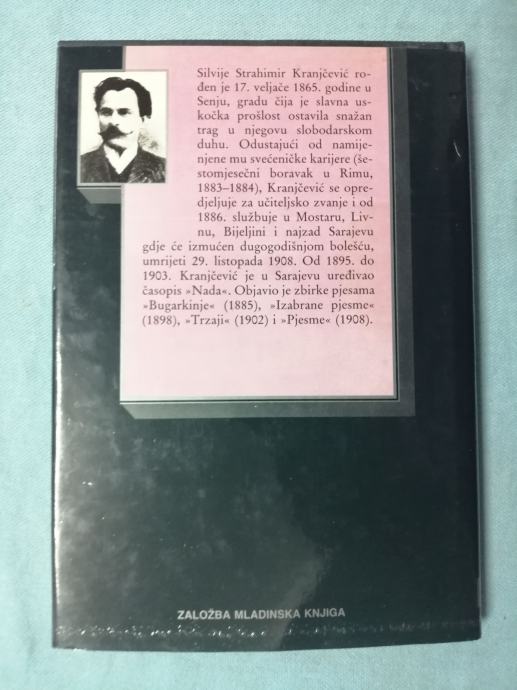 Silvije Strahimir Kranjčević ro-
đen je 17. veljače 1865. godine u
Senju, gradu čija je slavna us-
kočka prošlost ostavila snažan
trag u njegovu slobodarskom
duhu. Odustajući od namije-
njene mu svećeničke karijere (še-
stomjesečni boravak u Rimu,
1883–1884), Kranjčević se opre-
djeljuje za učiteljsko zvanje i od
1886. službuje u Mostaru, Liv-
nu, Bijeljini i najzad Sarajevu
gdje će izmučen dugogodišnjom bolešću,
umrijeti 29. listopada 1908. Od 1895. do
1903. Kranjčević je u Sarajevu uređivao
časopis »Nada«. Objavio je zbirke pjesama
»Bugarkinje« (1885), »Izabrane pjesme«
(1898), »Trzaji« (1902) i »Pjesme« (1908).
ZALOŽBA MLADINSKA KNJIGA